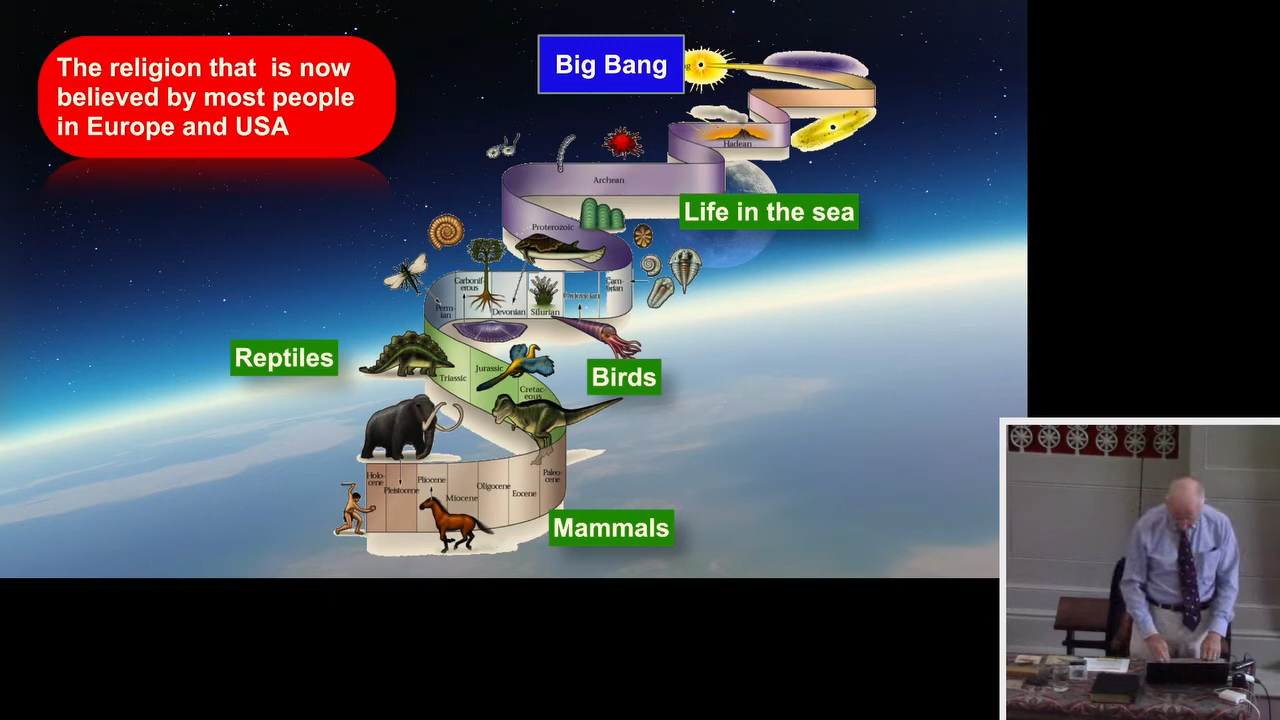 The religion that is now
believed by most people
in Europe and USA
Big Bang
Hadean
Archean
Life in the sea
Proterozoic
Carbonif-
erous
Cam-
brian
Perm-
ian
Devonian
Silurian
Ordovician
Reptiles
Jurassic
Triassic
Birds
Cretac-
eous
Holo-
cene
Pleistocene
Pliocene
Miocene
Oligocene
Eocene
Paleo-
cene
Mammals